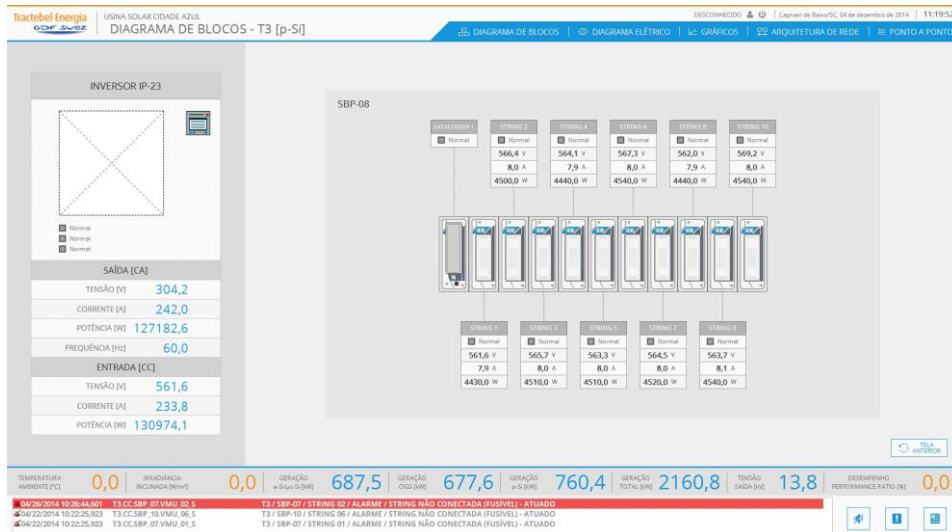 Tractebel Energia
GDF SUEZ
USINA SOLAR CIDADE AZUL
DIAGRAMA DE BLOCOS - T3 [p-Si]
DESCONHECIDO
Capivari de Baixo/SC, 04 de dezembro de 2014
11:19:52
DIAGRAMA DE BLOCOS
DIAGRAMA ELÉTRICO
GRÁFICOS
ARQUITETURA DE REDE
PONTO A PONTO
INVERSOR IP-23
Normal
Normal
Normal
SAÍDA [CA]
TENSÃO [V] 304,2
CORRENTE [A] 242,0
POTÊNCIA [W] 127182,6
FREQUÊNCIA [Hz] 60,0
ENTRADA [CC]
TENSÃO [V] 561,6
CORRENTE [A] 233,8
POTÊNCIA [W] 130974,1
SBP-08
DATALOGGER 1 STRING 2 STRING 4 STRING 6 STRING 8 STRING 10
Normal Normal Normal Normal Normal Normal
566,4 V 564,1 V 567,3 V 562,0 V 569,2 V
8,0 A 7,9 A 8,0 A 7,9 A 8,0 A
4500,0 W 4440,0 W 4540,0 W 4440,0 W 4540,0 W
STRING 1 STRING 3 STRING 5 STRING 7 STRING 9
Normal Normal Normal Normal Normal
561,6 V 565,7 V 563,3 V 564,5 V 563,7 V
7,9 A 8,0 A 8,0 A 8,0 A 8,1 A
4430,0 W 4510,0 W 4510,0 W 4520,0 W 4540,0 W
TELA ANTERIOR
TEMPERATURA AMBIENTE [°C] 0,0
IRRADIÂNCIA INCLINADA [W/m²] 0,0
GERAÇÃO a-Si/μc-Si [kW] 687,5
GERAÇÃO CIGS [kW] 677,6
GERAÇÃO p-Si [kW] 760,4
GERAÇÃO TOTAL [kW] 2160,8
TENSÃO SAÍDA [kV] 13,8
DESEMPENHO PERFORMANCE RATIO [%] 0,0
04/26/2014 10:26:44,601 T3.CC.SBP_07.VMU_02_S T3 / SBP-07 / STRING 02 / ALARME / STRING NÃO CONECTADA (FUSÍVEL) - ATUADO
04/22/2014 10:22:25,923 T3.CC.SBP_10.VMU_06_S T3 / SBP-10 / STRING 06 / ALARME / STRING NÃO CONECTADA (FUSÍVEL) - ATUADO
04/22/2014 10:22:25,923 T3.CC.SBP_07.VMU_01_S T3 / SBP-07 / STRING 01 / ALARME / STRING NÃO CONECTADA (FUSÍVEL) - ATUADO